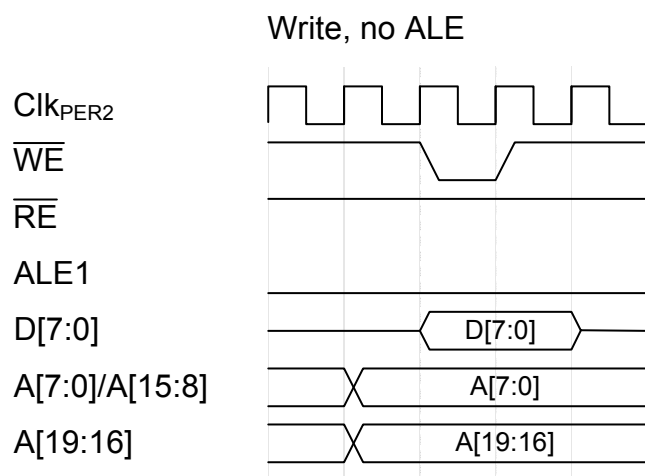 Write, no ALE
ClkPER2
WE
RE
ALE1
D[7:0] D[7:0]
A[7:0]/A[15:8] A[7:0]
A[19:16] A[19:16]